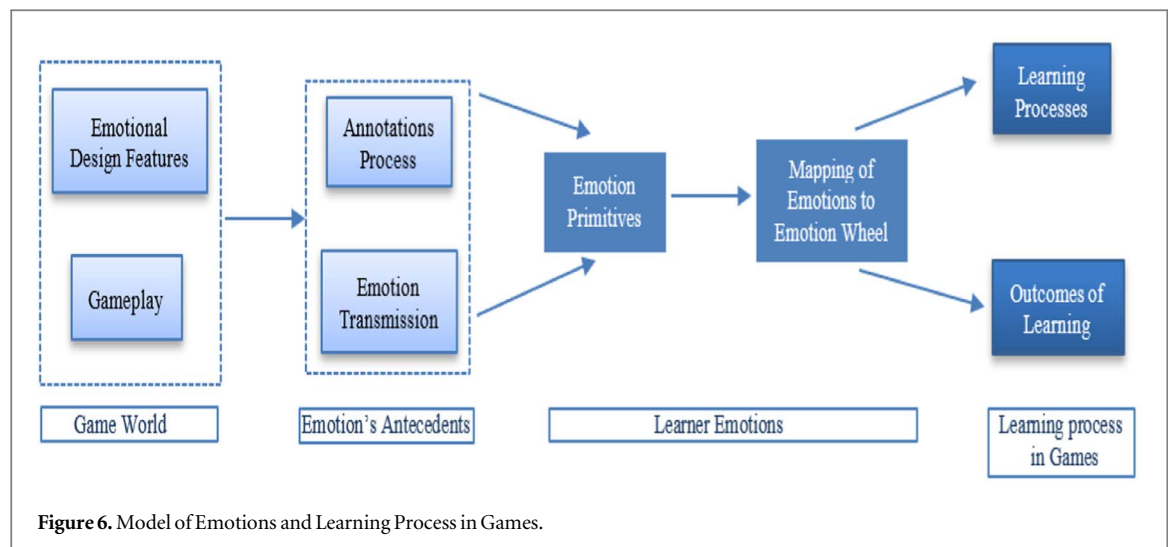 Emotional
Design Features
Gameplay
Game World
Annotations
Process
Emotion
Transmission
Emotion's Antecedents
Emotion
Primitives
Mapping of
Emotions to
Emotion Wheel
Learner Emotions
Learning
Processes
Outcomes of
Learning
Learning process
in Games
Figure 6. Model of Emotions and Learning Process in Games.